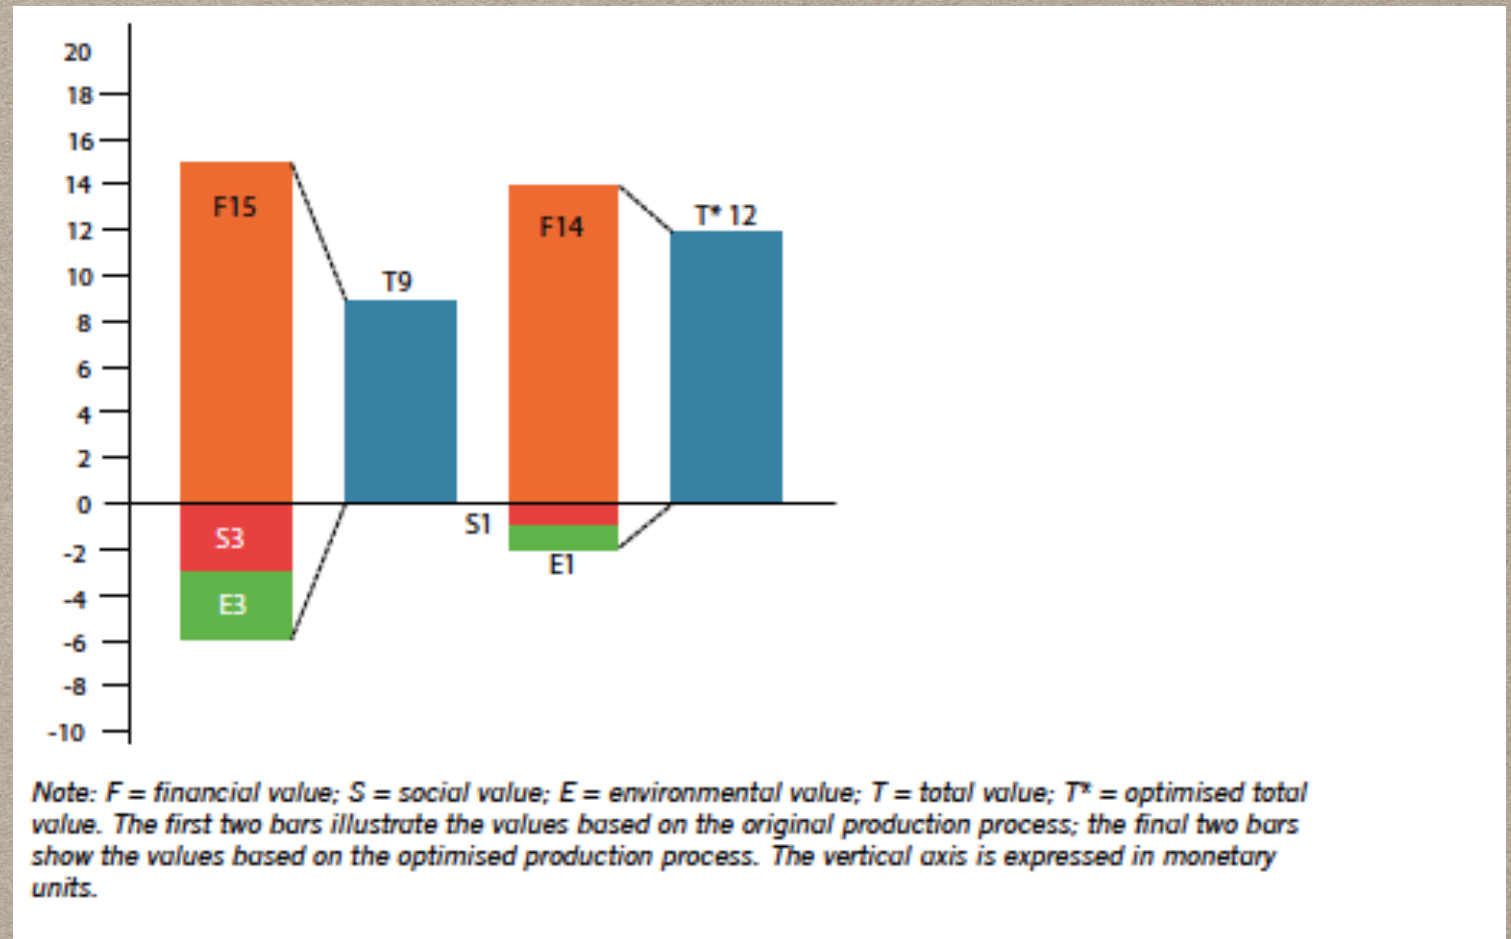 20
18
16
14
12
10
8
6
4
2
0
-2
-4
-6
-8
-10
F15
S3
E3
T9
F14
S1
E1
T* 12
Note: F = financial value; S = social value; E = environmental value; T = total value; T* = optimised total
value. The first two bars illustrate the values based on the original production process; the final two bars
show the values based on the optimised production process. The vertical axis is expressed in monetary
units.